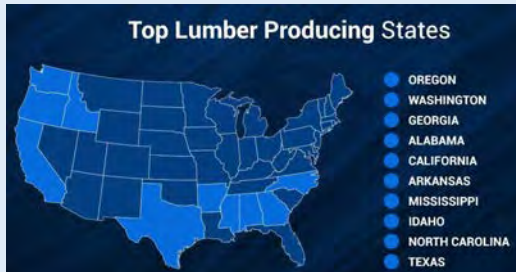 Top Lumber Producing States
OREGON
WASHINGTON
GEORGIA
ALABAMA
CALIFORNIA
ARKANSAS
MISSISSIPPI
IDAHO
NORTH CAROLINA
TEXAS